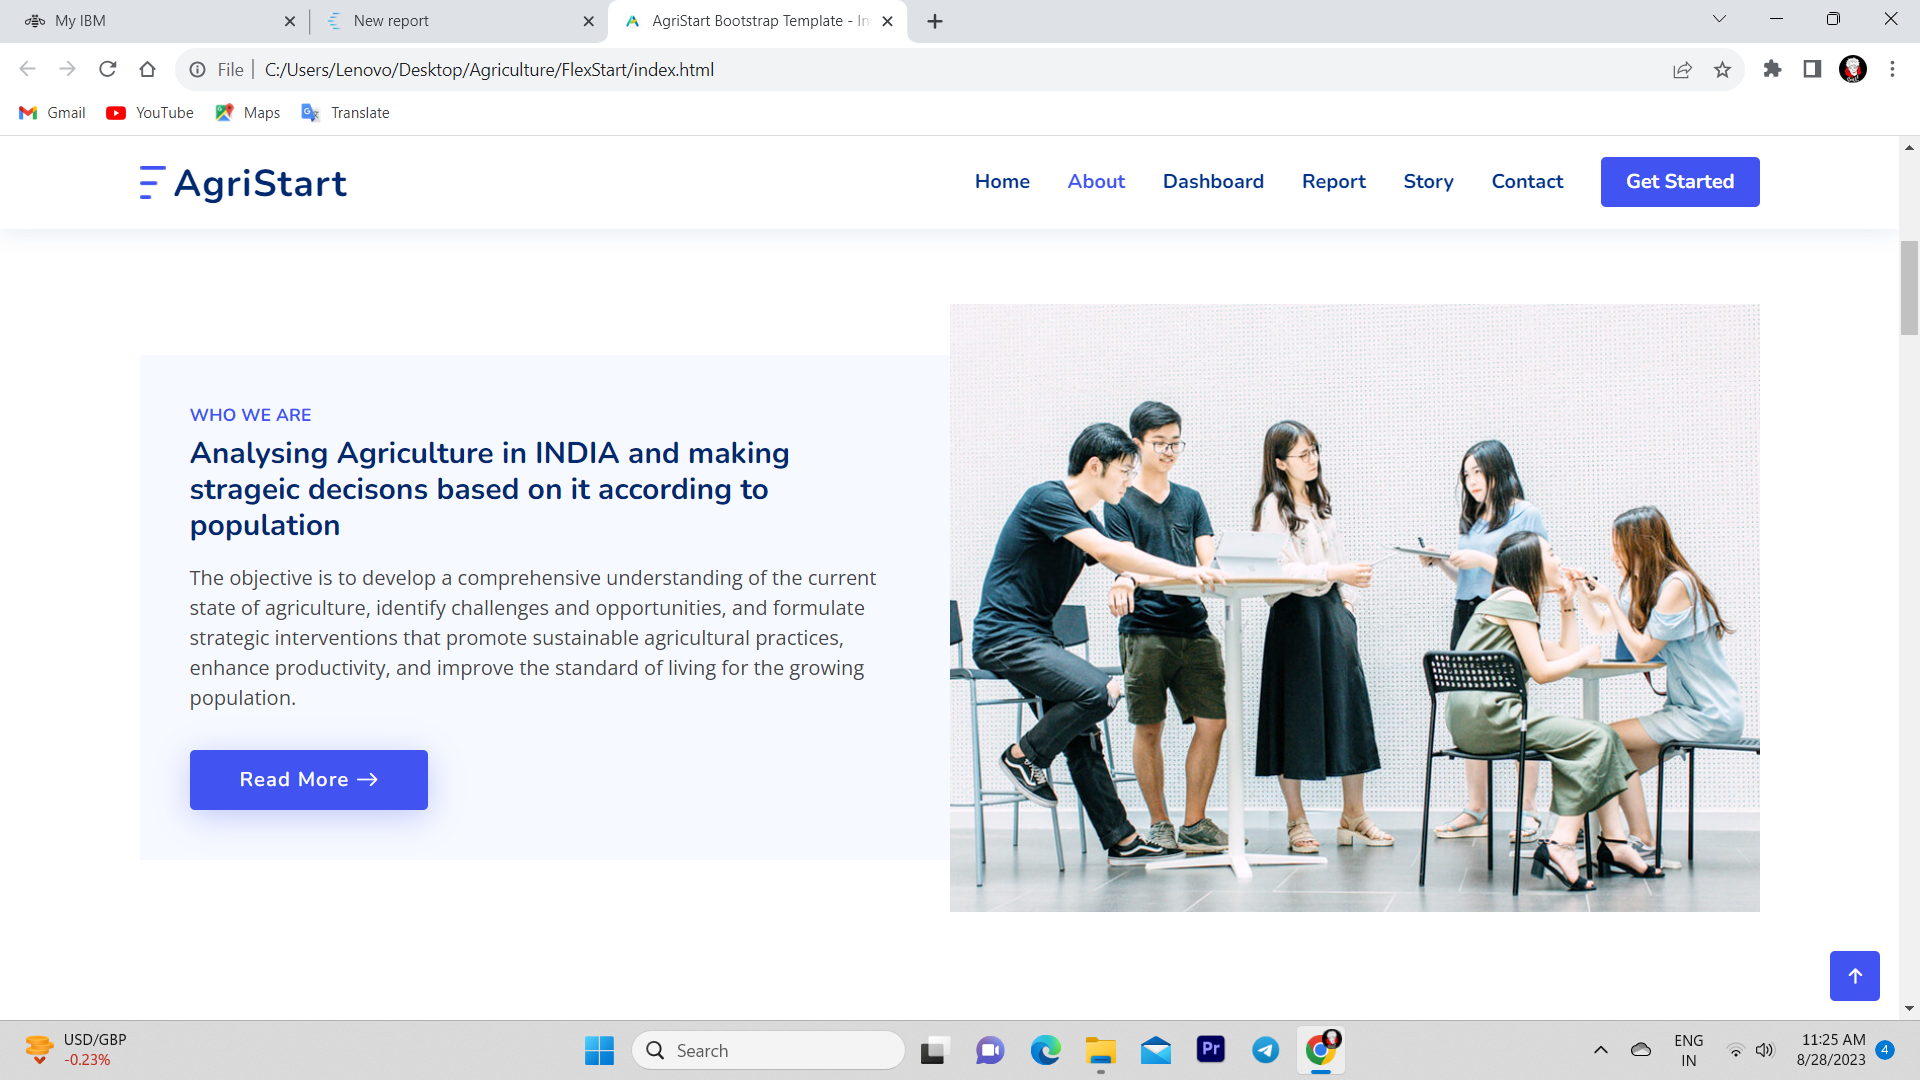 My IBM
New report
AgriStart Bootstrap Template - In
File
C:/Users/Lenovo/Desktop/Agriculture/FlexStart/index.html
Gmail
YouTube
Maps
Translate
AgriStart
Home
About
Dashboard
Report
Story
Contact
Get Started
WHO WE ARE
Analysing Agriculture in INDIA and making
strageic decisons based on it according to
population
The objective is to develop a comprehensive understanding of the current
state of agriculture, identify challenges and opportunities, and formulate
strategic interventions that promote sustainable agricultural practices,
enhance productivity, and improve the standard of living for the growing
population.
Read More →
USD/GBP
-0.23%
Search
Pr
ENG
IN
11:25 AM
8/28/2023
4